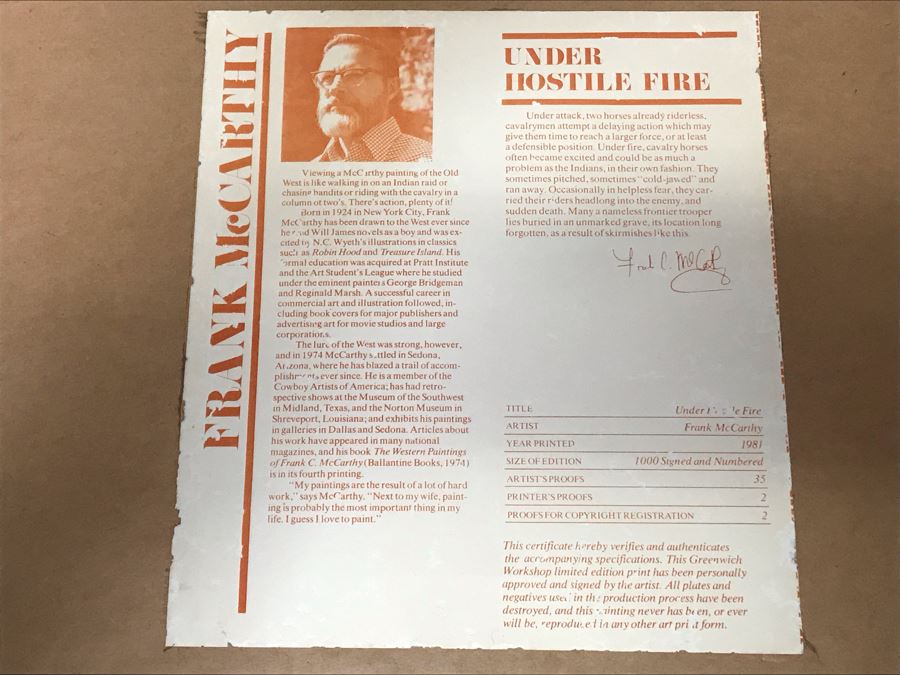 FRANK McCARTHY
Viewing a McCarthy painting of the Old
West is like walking in on an Indian raid or
chasing bandits or riding with the cavalry in a
column of two's. There's action, plenty of it!
Born in 1924 in New York City, Frank
McCarthy has been drawn to the West ever since
he read Will James novels as a boy and was ex-
cited by N.C. Wyeth's illustrations in classics
such as Robin Hood and Treasure Island. His
formal education was acquired at Pratt Institute
and the Art Student's League where he studied
under the eminent painters George Bridgeman
and Reginald Marsh. A successful career in
commercial art and illustration followed, in-
cluding book covers for major publishers and
advertising art for movie studios and large
corporations.
The lure of the West was strong, however,
and in 1974 McCarthy settled in Sedona,
Arizona, where he has blazed a trail of accom-
plishments ever since. He is a member of the
Cowboy Artists of America; has had retro-
spective shows at the Museum of the Southwest
in Midland, Texas, and the Norton Museum in
Shreveport, Louisiana; and exhibits his paintings
in galleries in Dallas and Sedona. Articles about
his work have appeared in many national
magazines, and his book The Western Paintings
of Frank C. McCarthy (Ballantine Books, 1974)
is in its fourth printing.
"My paintings are the result of a lot of hard
work," says McCarthy. "Next to my wife, paint-
ing is probably the most important thing in my
life. I guess I love to paint."
UNDER
HOSTILE FIRE
Under attack, two horses already riderless,
cavalrymen attempt a delaying action which may
give them time to reach a larger force, or at least
a defensible position. Under fire, cavalry horses
often became excited and could be as much a
problem as the Indians, in their own fashion. They
sometimes pitched, sometimes "cold-jawed" and
ran away. Occasionally in helpless fear, they car-
ried their riders headlong into the enemy, and
sudden death. Many a nameless frontier trooper
lies buried in an unmarked grave, its location long
forgotten, as a result of skirmishes like this.
Frank C. McCarthy
TITLE Under Hostile Fire
ARTIST Frank McCarthy
YEAR PRINTED 1981
SIZE OF EDITION 1000 Signed and Numbered
ARTIST'S PROOFS 35
PRINTER'S PROOFS 2
PROOFS FOR COPYRIGHT REGISTRATION 2
This certificate hereby verifies and authenticates
the accompanying specifications. This Greenwich
Workshop limited edition print has been personally
approved and signed by the artist. All plates and
negatives used in the production process have been
destroyed, and this painting never has been, or ever
will be, reproduced in any other art print form.